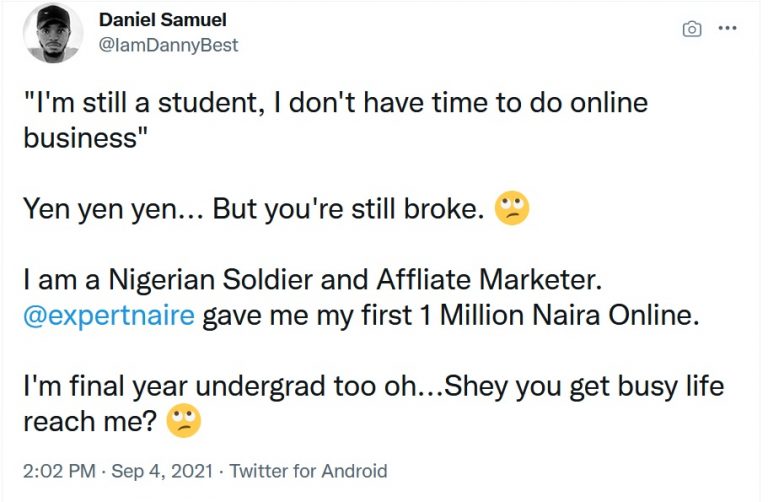 Daniel Samuel
@IamDannyBest
"I'm still a student, I don't have time to do online
business"
Yen yen yen... But you're still broke. 🙄
I am a Nigerian Soldier and Affliate Marketer.
@expertnaire gave me my first 1 Million Naira Online.
I'm final year undergrad too oh...Shey you get busy life
reach me? 🙄
2:02 PM · Sep 4, 2021 · Twitter for Android